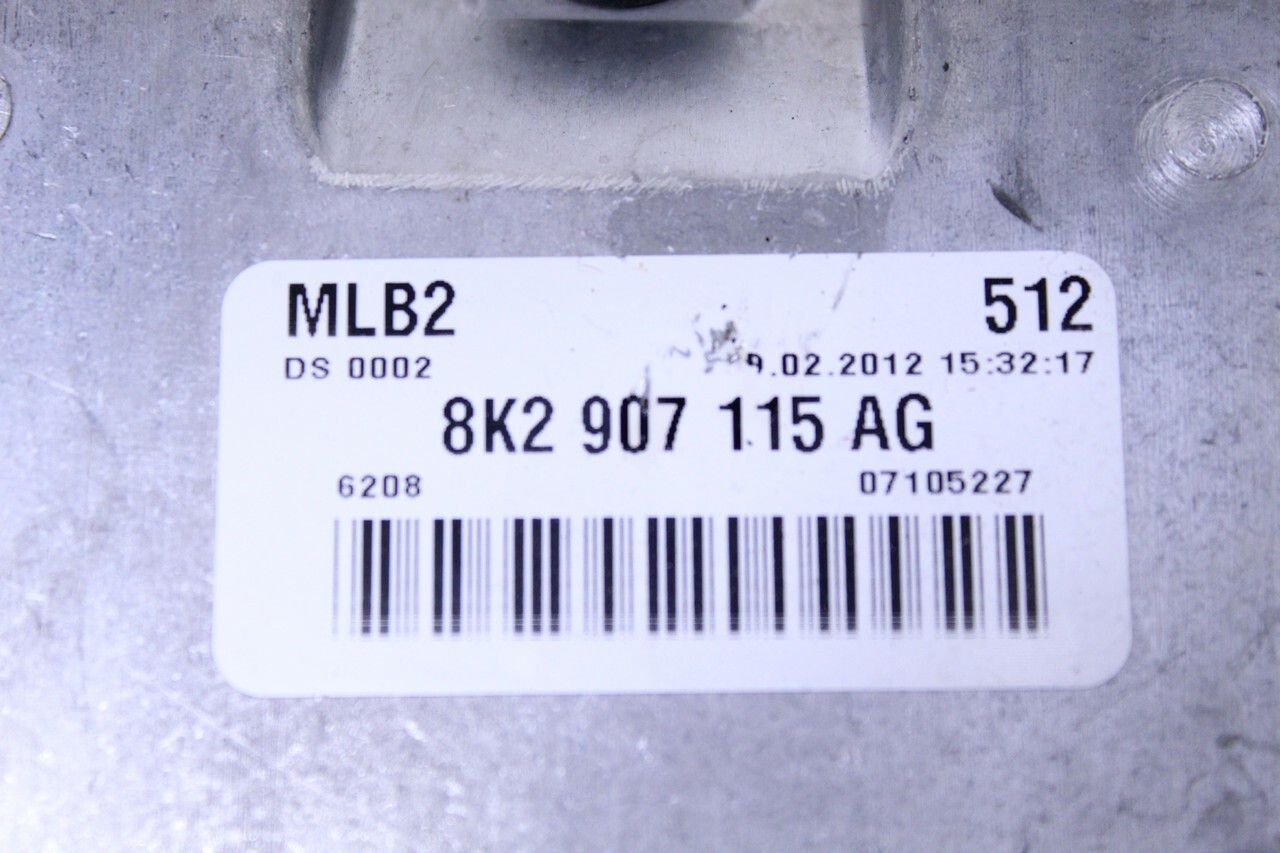 MLB2 512
DS 0002 9.02.2012 15:32:17
8K2 907 115 AG
6208 07105227